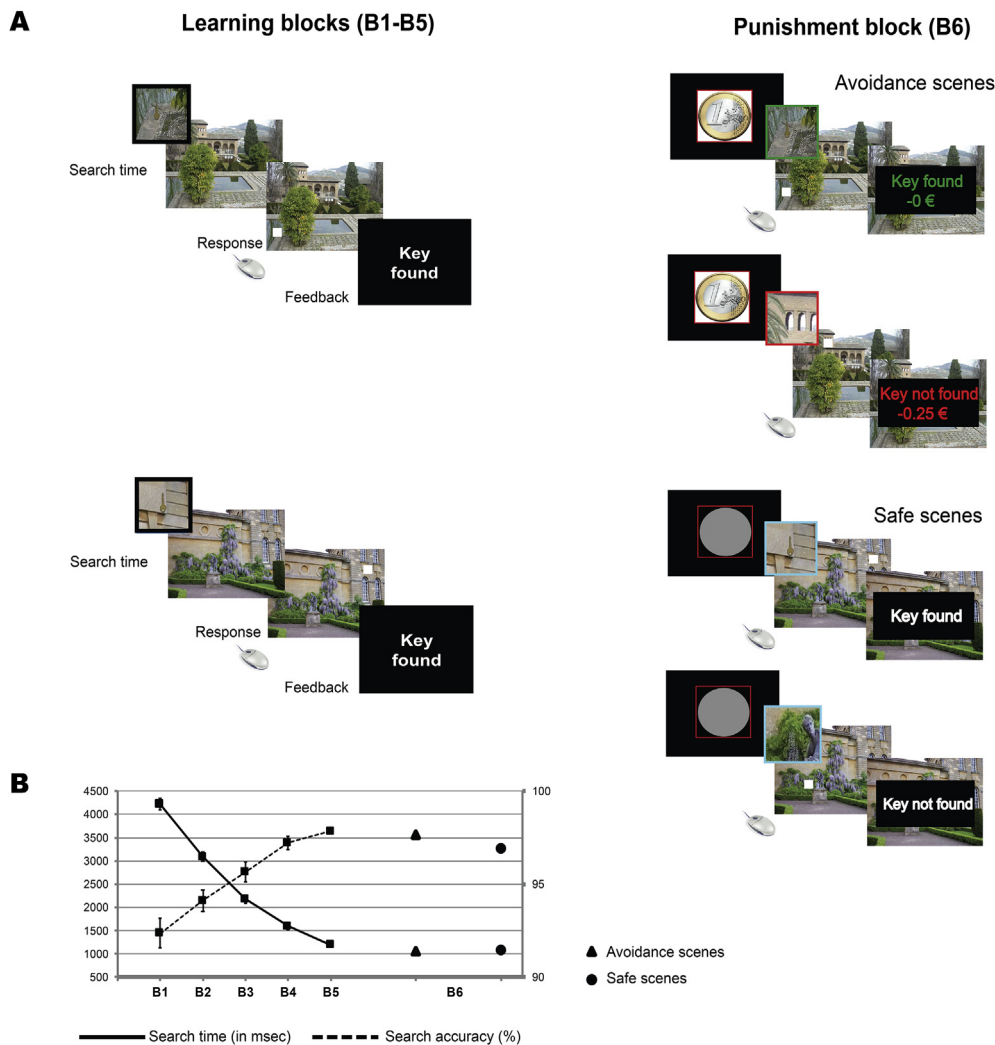 A
Learning blocks (B1-B5)
Punishment block (B6)
Avoidance scenes
Search time
Response
Key
found
Feedback
Key found
-0 €
Key not found
-0.25 €
Safe scenes
Search time
Response
Key
found
Feedback
Key found
Key not found
B
4500
4000
3500
3000
2500
2000
1500
1000
500
100
95
90
B1
B2
B3
B4
B5
B6
Avoidance scenes
Safe scenes
Search time (in msec)
Search accuracy (%)